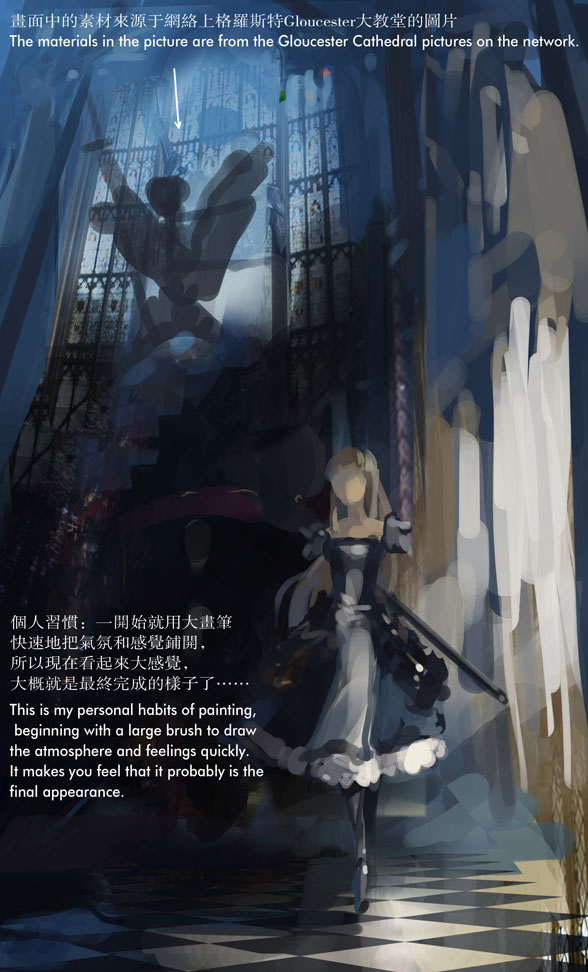 畫面中的素材來源于網絡上格羅斯特Gloucester大教堂的圖片
The materials in the picture are from the Gloucester Cathedral pictures on the network.
個人習慣：一開始就用大畫筆
快速地把氣氛和感覺鋪開，
所以現在看起來大感覺，
大概就是最終完成的樣子了……
This is my personal habits of painting,
beginning with a large brush to draw
the atmosphere and feelings quickly.
It makes you feel that it probably is the
final appearance.